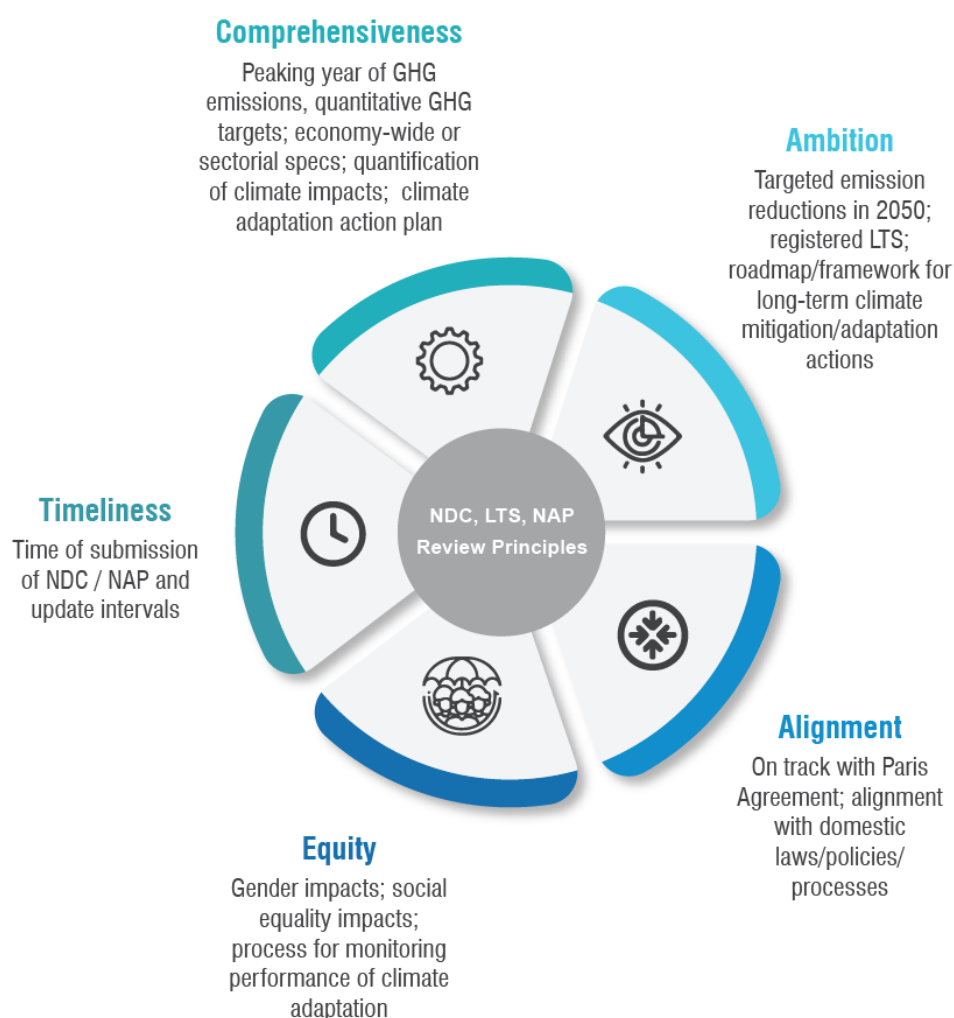 Comprehensiveness
Peaking year of GHG
emissions, quantitative GHG
targets; economy-wide or
sectorial specs; quantification
of climate impacts; climate
adaptation action plan
Ambition
Targeted emission
reductions in 2050;
registered LTS;
roadmap/framework for
long-term climate
mitigation/adaptation
actions
Timeliness
Time of submission
of NDC / NAP and
update intervals
NDC, LTS, NAP
Review Principles
Alignment
On track with Paris
Agreement; alignment
with domestic
laws/policies/
processes
Equity
Gender impacts; social
equality impacts;
process for monitoring
performance of climate
adaptation